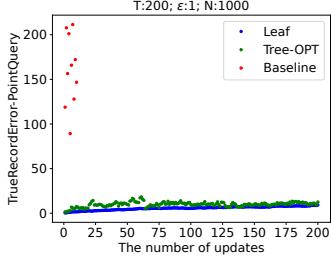 T:200; ε:1; N:1000
TrueRecordError-PointQuery
200
150
100
50
0
Leaf
Tree-OPT
Baseline
0 25 50 75 100 125 150 175 200
The number of updates